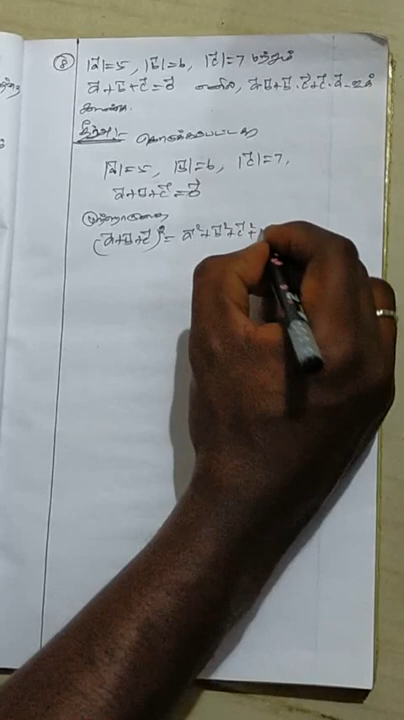 ⑧ |a⃗|=5, |b⃗|=6, |c⃗|=7 மற்றும்
a⃗+b⃗+c⃗=0⃗ எனில், a⃗·b⃗+b⃗·c⃗+c⃗·a⃗-ஐக்
காண்க.
தீர்வு:- கொடுக்கப்பட்டது
|a⃗|=5, |b⃗|=6, |c⃗|=7,
a⃗+b⃗+c⃗=0⃗
(a⃗+b⃗+c⃗)²= a⃗²+b⃗²+c⃗²+